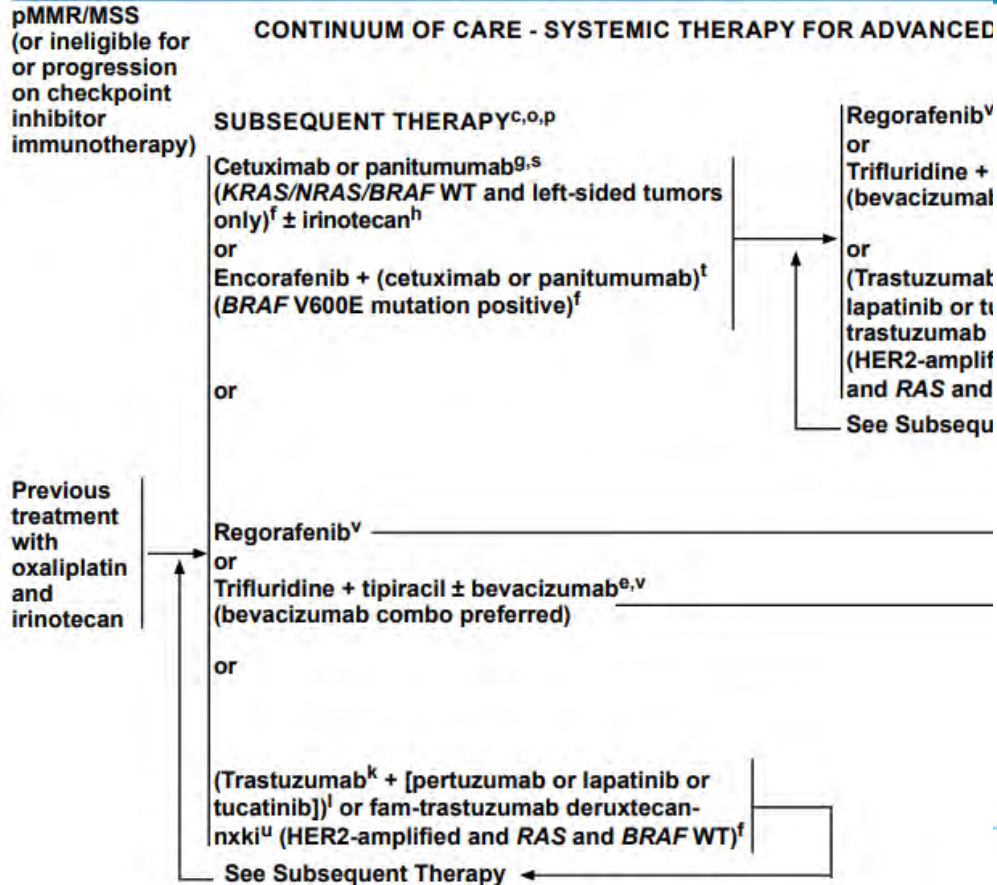 pMMR/MSS
(or ineligible for
or progression
on checkpoint
inhibitor
immunotherapy)
CONTINUUM OF CARE - SYSTEMIC THERAPY FOR ADVANCED
SUBSEQUENT THERAPYc,o,p
Cetuximab or panitumumabg,s
(KRAS/NRAS/BRAF WT and left-sided tumors
only)f ± irinotecanh
or
Encorafenib + (cetuximab or panitumumab)t
(BRAF V600E mutation positive)f
or
Previous
treatment
with
oxaliplatin
and
irinotecan
Regorafenibv
or
Trifluridine + tipiracil ± bevacizumabe,v
(bevacizumab combo preferred)
or
(Trastuzumabk + [pertuzumab or lapatinib or
tucatinib])l or fam-trastuzumab deruxtecan-
nxkiu (HER2-amplified and RAS and BRAF WT)f
See Subsequent Therapy
Regorafenibv
or
Trifluridine +
(bevacizumab
or
(Trastuzumab
lapatinib or tu
trastuzumab
(HER2-amplif
and RAS and
See Subsequ